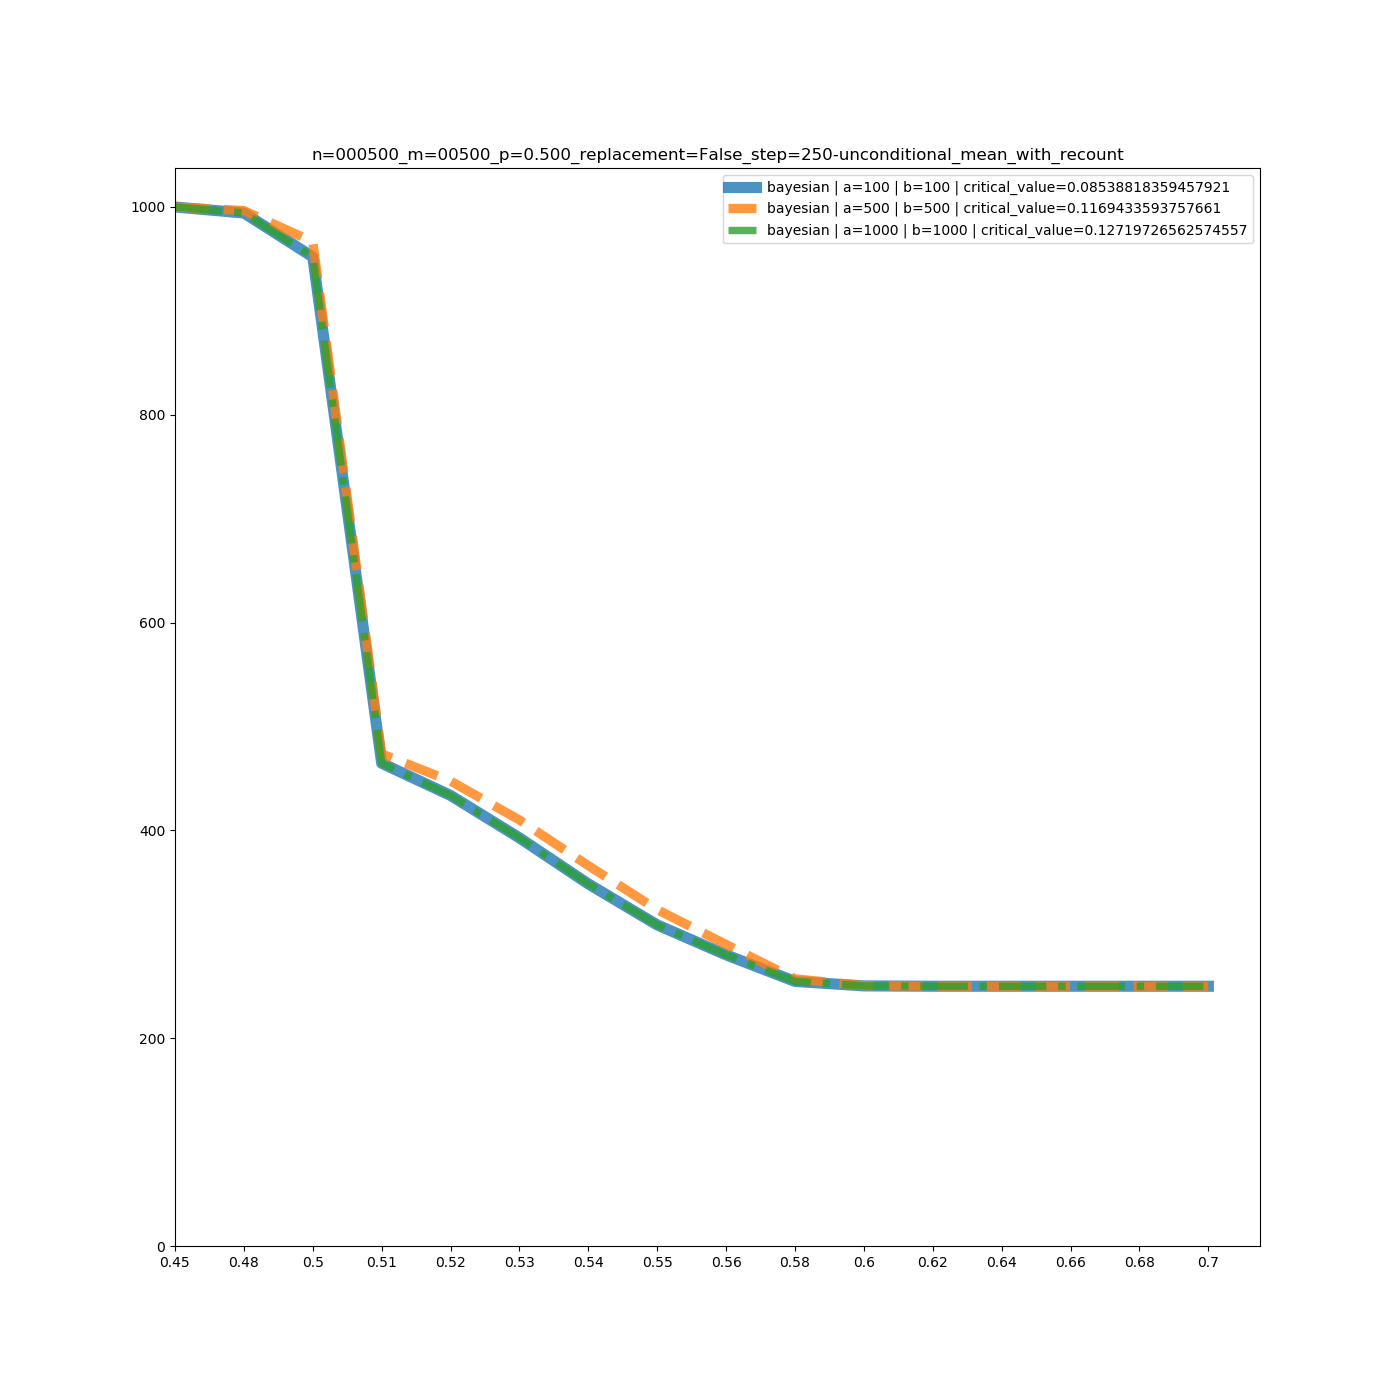 n=000500_m=00500_p=0.500_replacement=False_step=250-unconditional_mean_with_recount
bayesian | a=100 | b=100 | critical_value=0.08538818359457921
bayesian | a=500 | b=500 | critical_value=0.1169433593757661
bayesian | a=1000 | b=1000 | critical_value=0.12719726562574557
1000
800
600
400
200
0
0.45 0.48 0.5 0.51 0.52 0.53 0.54 0.55 0.56 0.58 0.6 0.62 0.64 0.66 0.68 0.7